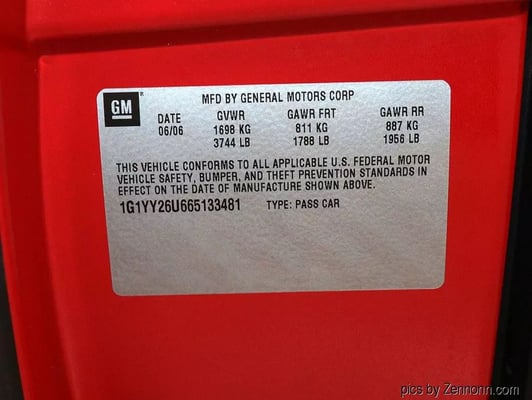 GM
MFD BY GENERAL MOTORS CORP
DATE GVWR GAWR FRT GAWR RR
06/06 1698 KG 811 KG 887 KG
3744 LB 1788 LB 1956 LB
THIS VEHICLE CONFORMS TO ALL APPLICABLE U.S. FEDERAL MOTOR
VEHICLE SAFETY, BUMPER, AND THEFT PREVENTION STANDARDS IN
EFFECT ON THE DATE OF MANUFACTURE SHOWN ABOVE.
1G1YY26U665133481 TYPE: PASS CAR
pics by Zennonn.com